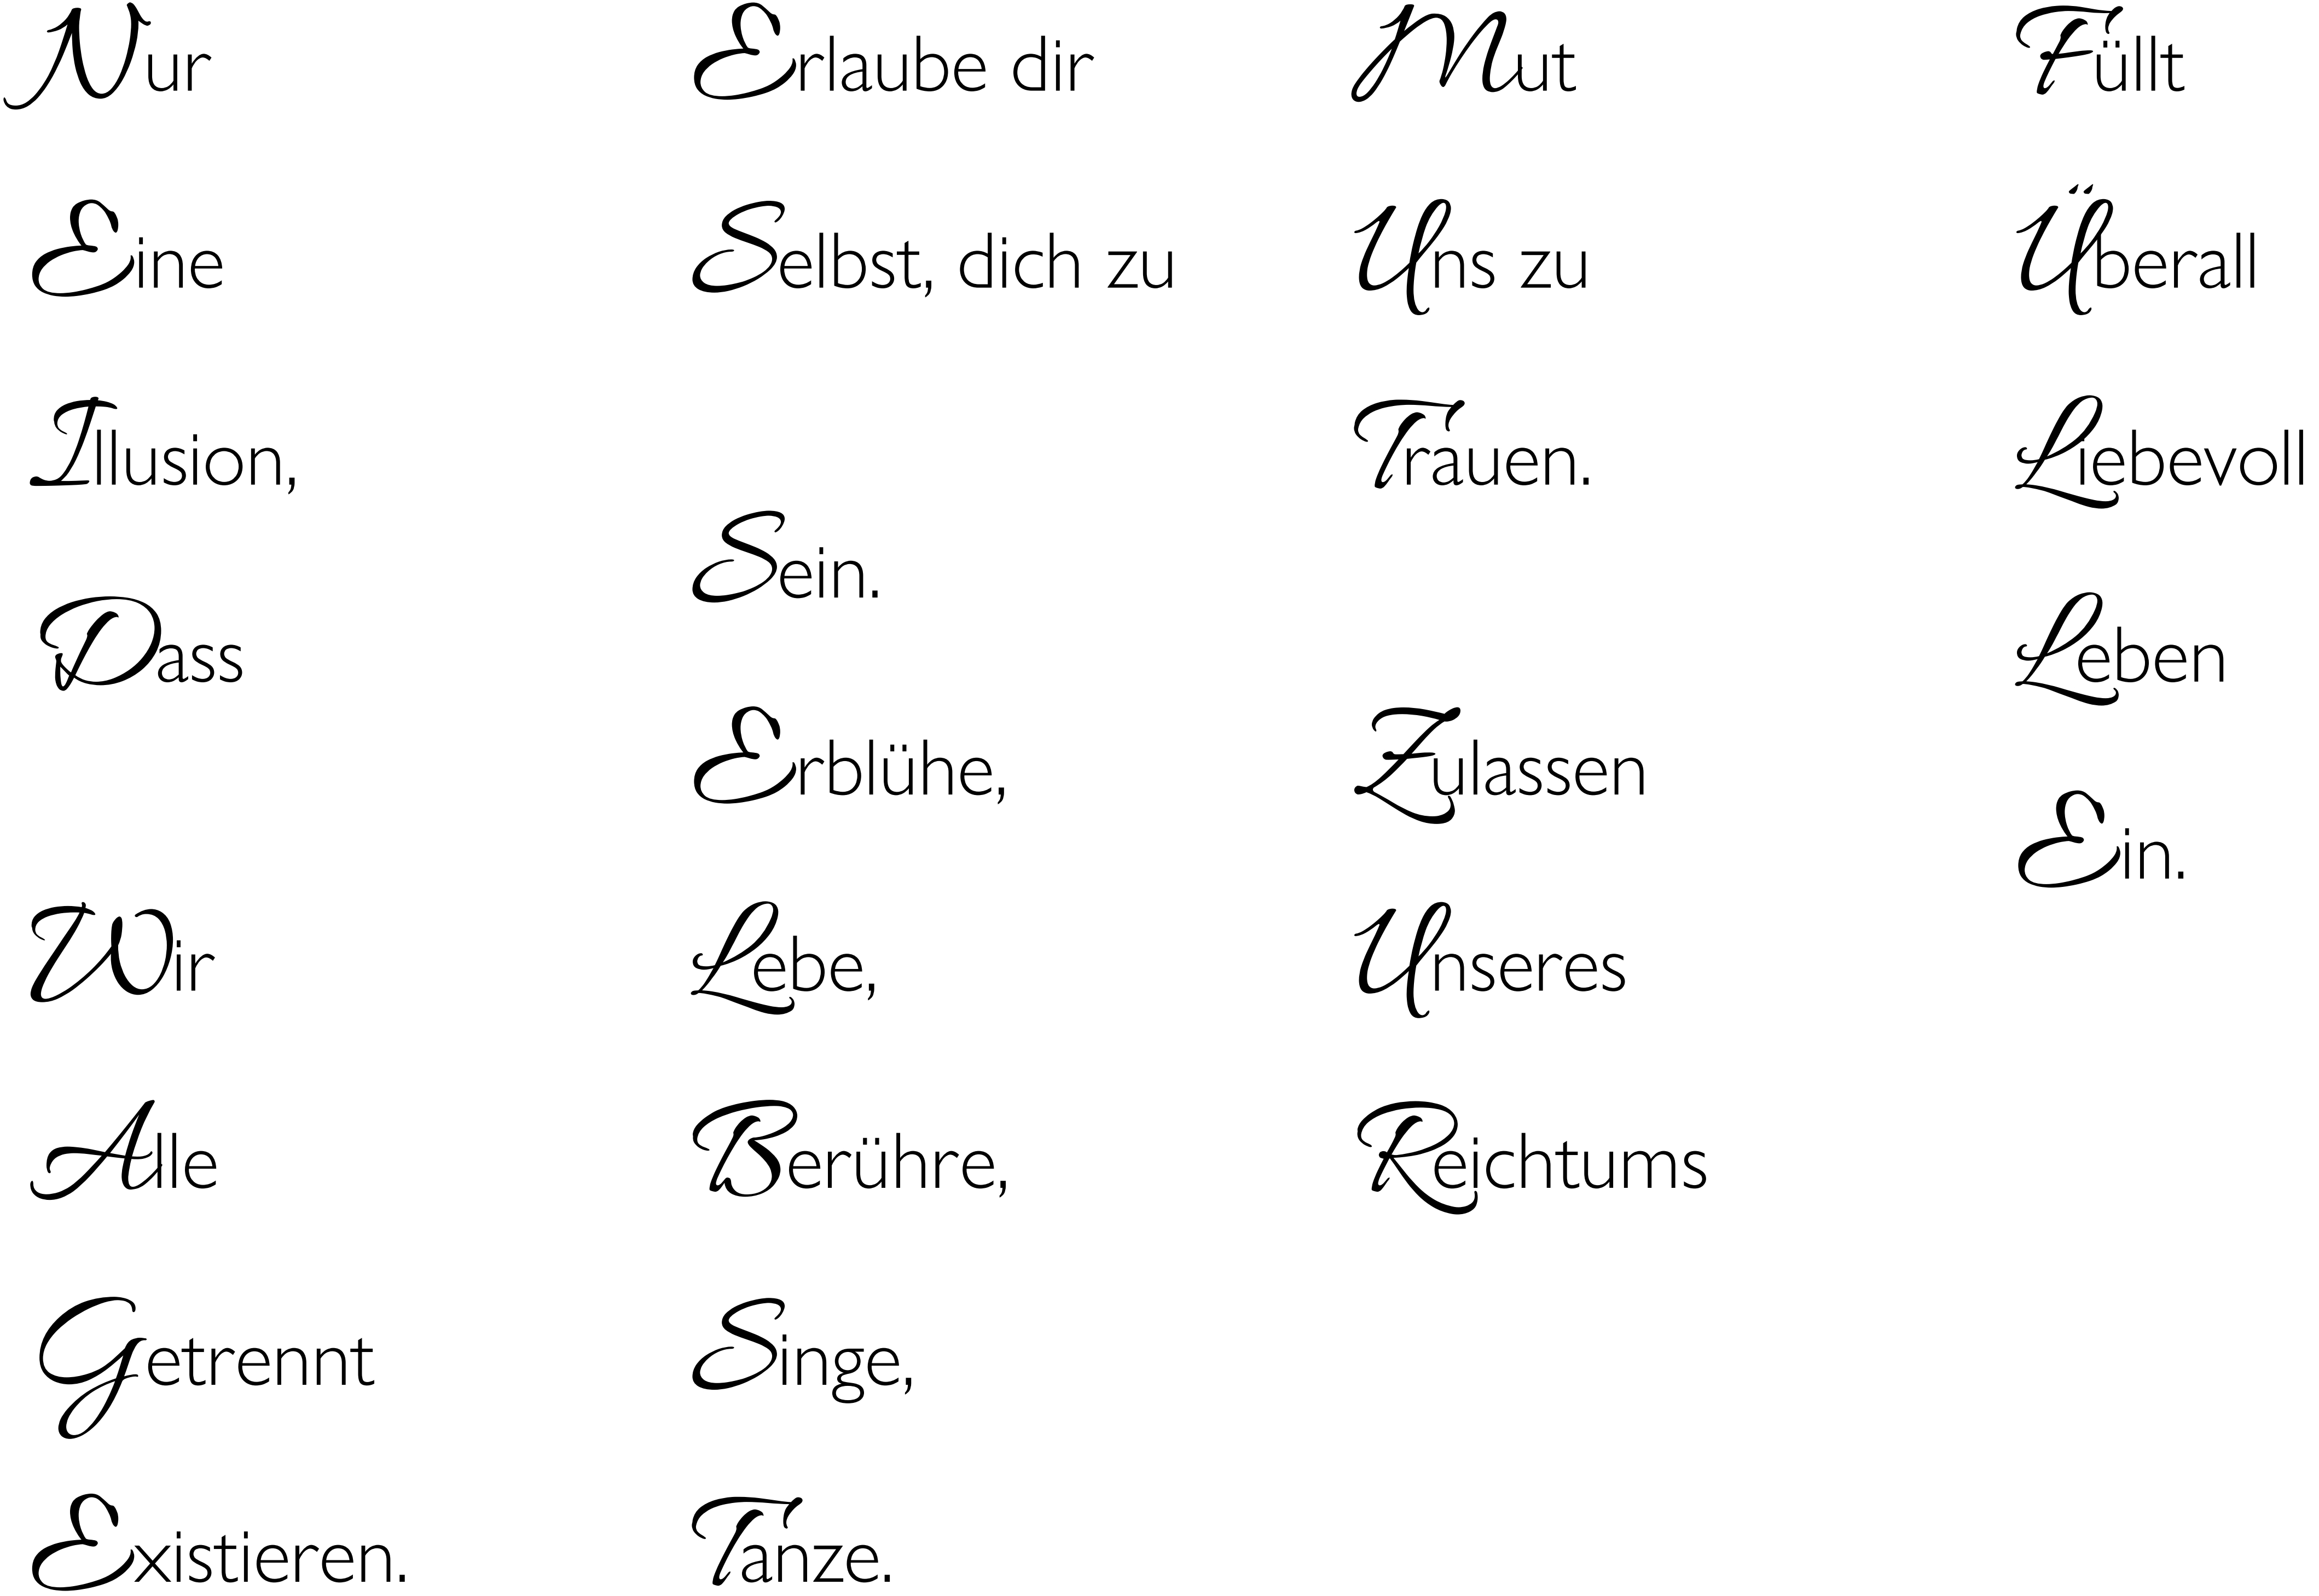 Nur
Eine
Illusion,
Dass
Wir
Alle
Getrennt
Existieren.
Erlaube dir
Selbst, dich zu
Sein.
Erblühe,
Lebe,
Berühre,
Singe,
Tanze.
Mut
Uns zu
Trauen.
Zulassen
Unseres
Reichtums
Füllt
Überall
Liebevoll
Leben
Ein.